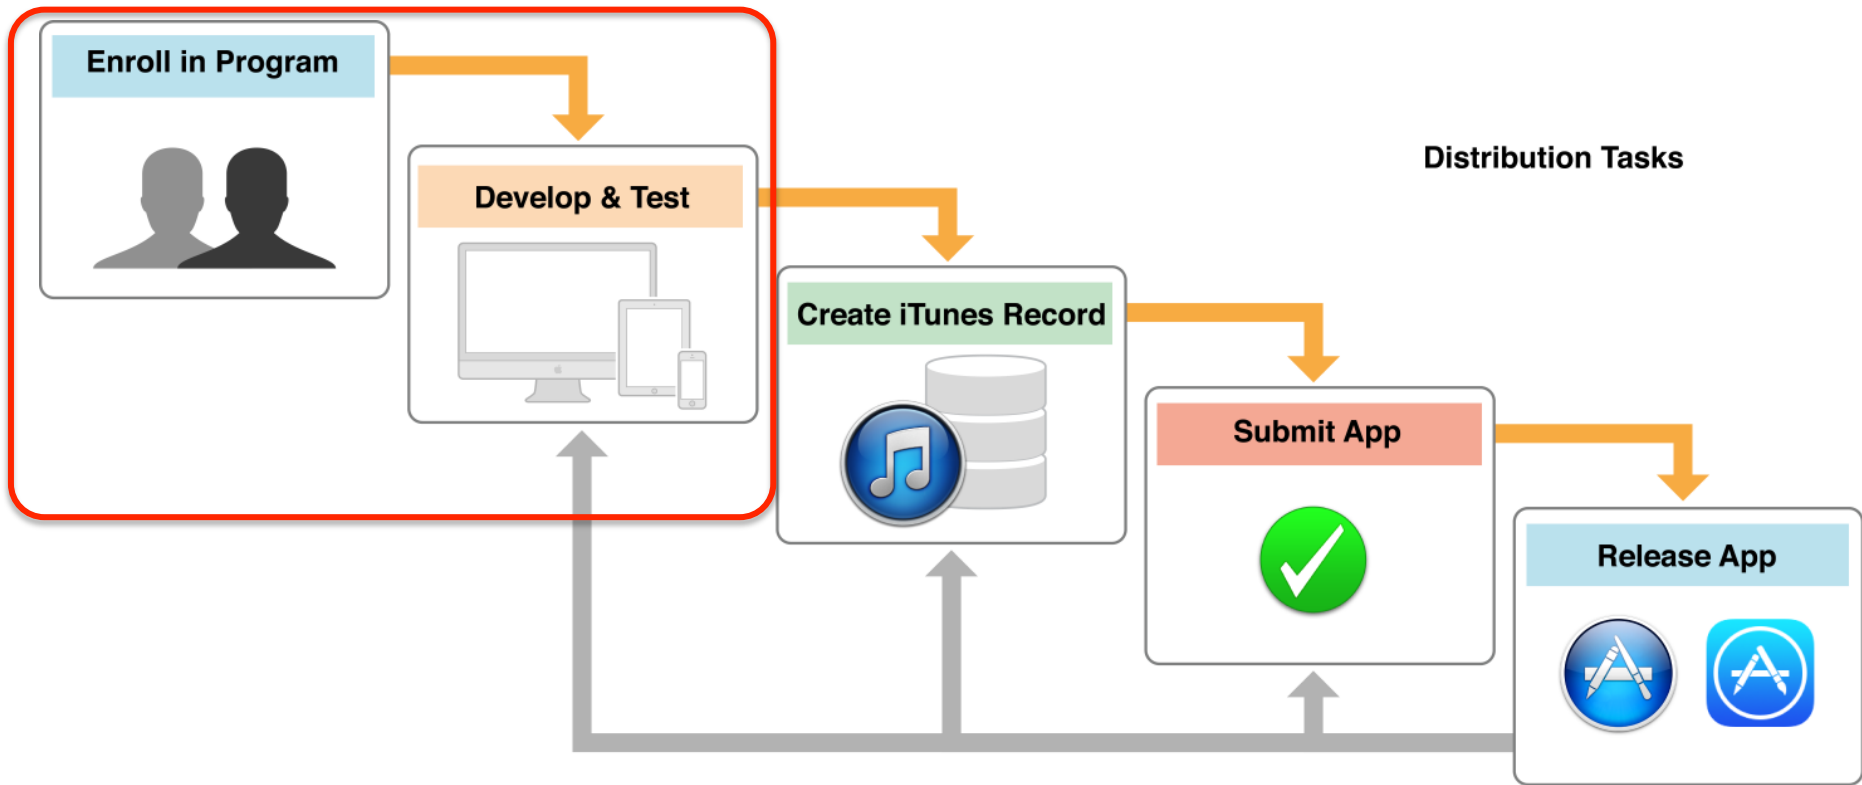 Enroll in Program
Distribution Tasks
Develop & Test
Create iTunes Record
Submit App
Release App